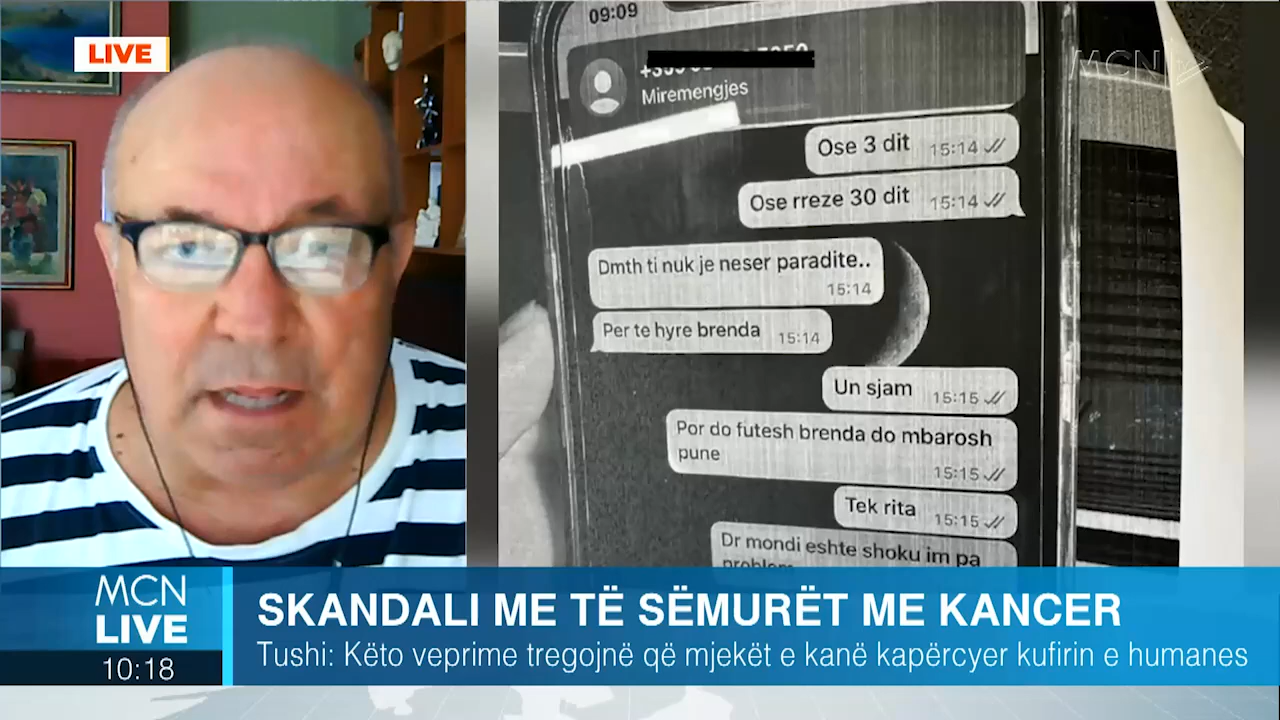 LIVE
09:09
Miremengjes
MCN
Ose 3 dit 15:14
Ose rreze 30 dit 15:14
Dmth ti nuk je neser paradite..
15:14
Per te hyre brenda 15:14
Un sjam 15:15
Por do futesh brenda do mbarosh
pune
15:15
Tek rita 15:15
Dr mondi eshte shoku im pa
problem
MCN
LIVE
10:18
SKANDALI ME TË SËMURËT ME KANCER
Tushi: Këto veprime tregojnë që mjekët e kanë kapërcyer kufirin e humanes